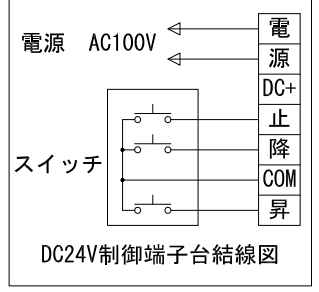 電源 AC100V
電
源
DC+
止
降
COM
昇
スイッチ
DC24V制御端子台結線図